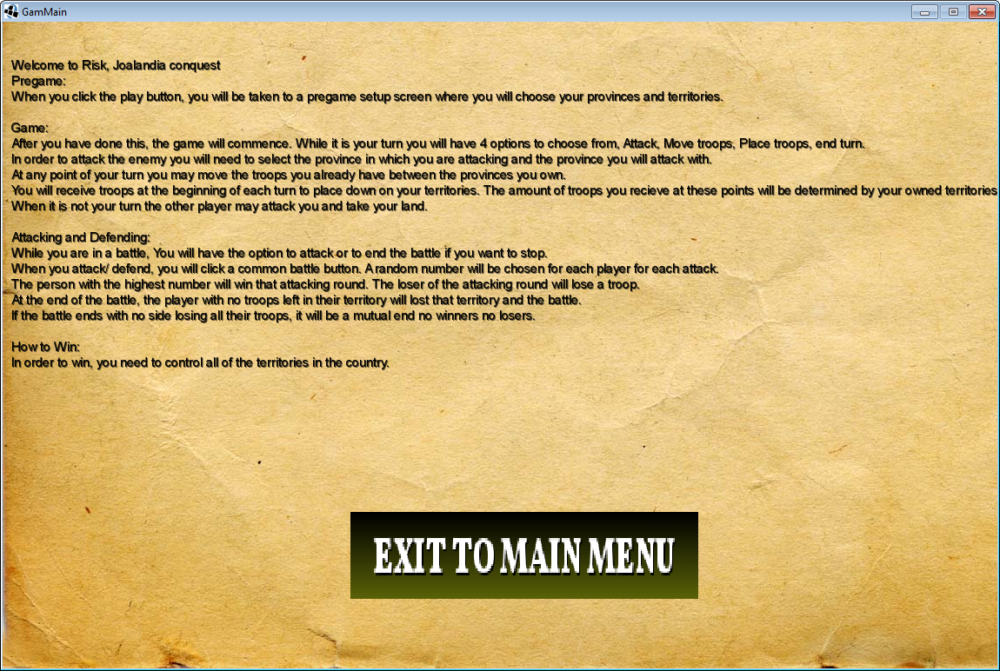 GamMain
Welcome to Risk, Joalandia conquest
Pregame:
When you click the play button, you will be taken to a pregame setup screen where you will choose your provinces and territories.
Game:
After you have done this, the game will commence. While it is your turn you will have 4 options to choose from, Attack, Move troops, Place troops, end turn.
In order to attack the enemy you will need to select the province in which you are attacking and the province you will attack with.
At any point of your turn you may move the troops you already have between the provinces you own.
You will receive troops at the beginning of each turn to place down on your territories. The amount of troops you recieve at these points will be determined by your owned territories
When it is not your turn the other player may attack you and take your land.
Attacking and Defending:
While you are in a battle, You will have the option to attack or to end the battle if you want to stop.
When you attack/ defend, you will click a common battle button. A random number will be chosen for each player for each attack.
The person with the highest number will win that attacking round. The loser of the attacking round will lose a troop.
At the end of the battle, the player with no troops left in their territory will lost that territory and the battle.
If the battle ends with no side losing all their troops, it will be a mutual end no winners no losers.
How to Win:
In order to win, you need to control all of the territories in the country.
EXIT TO MAIN MENU